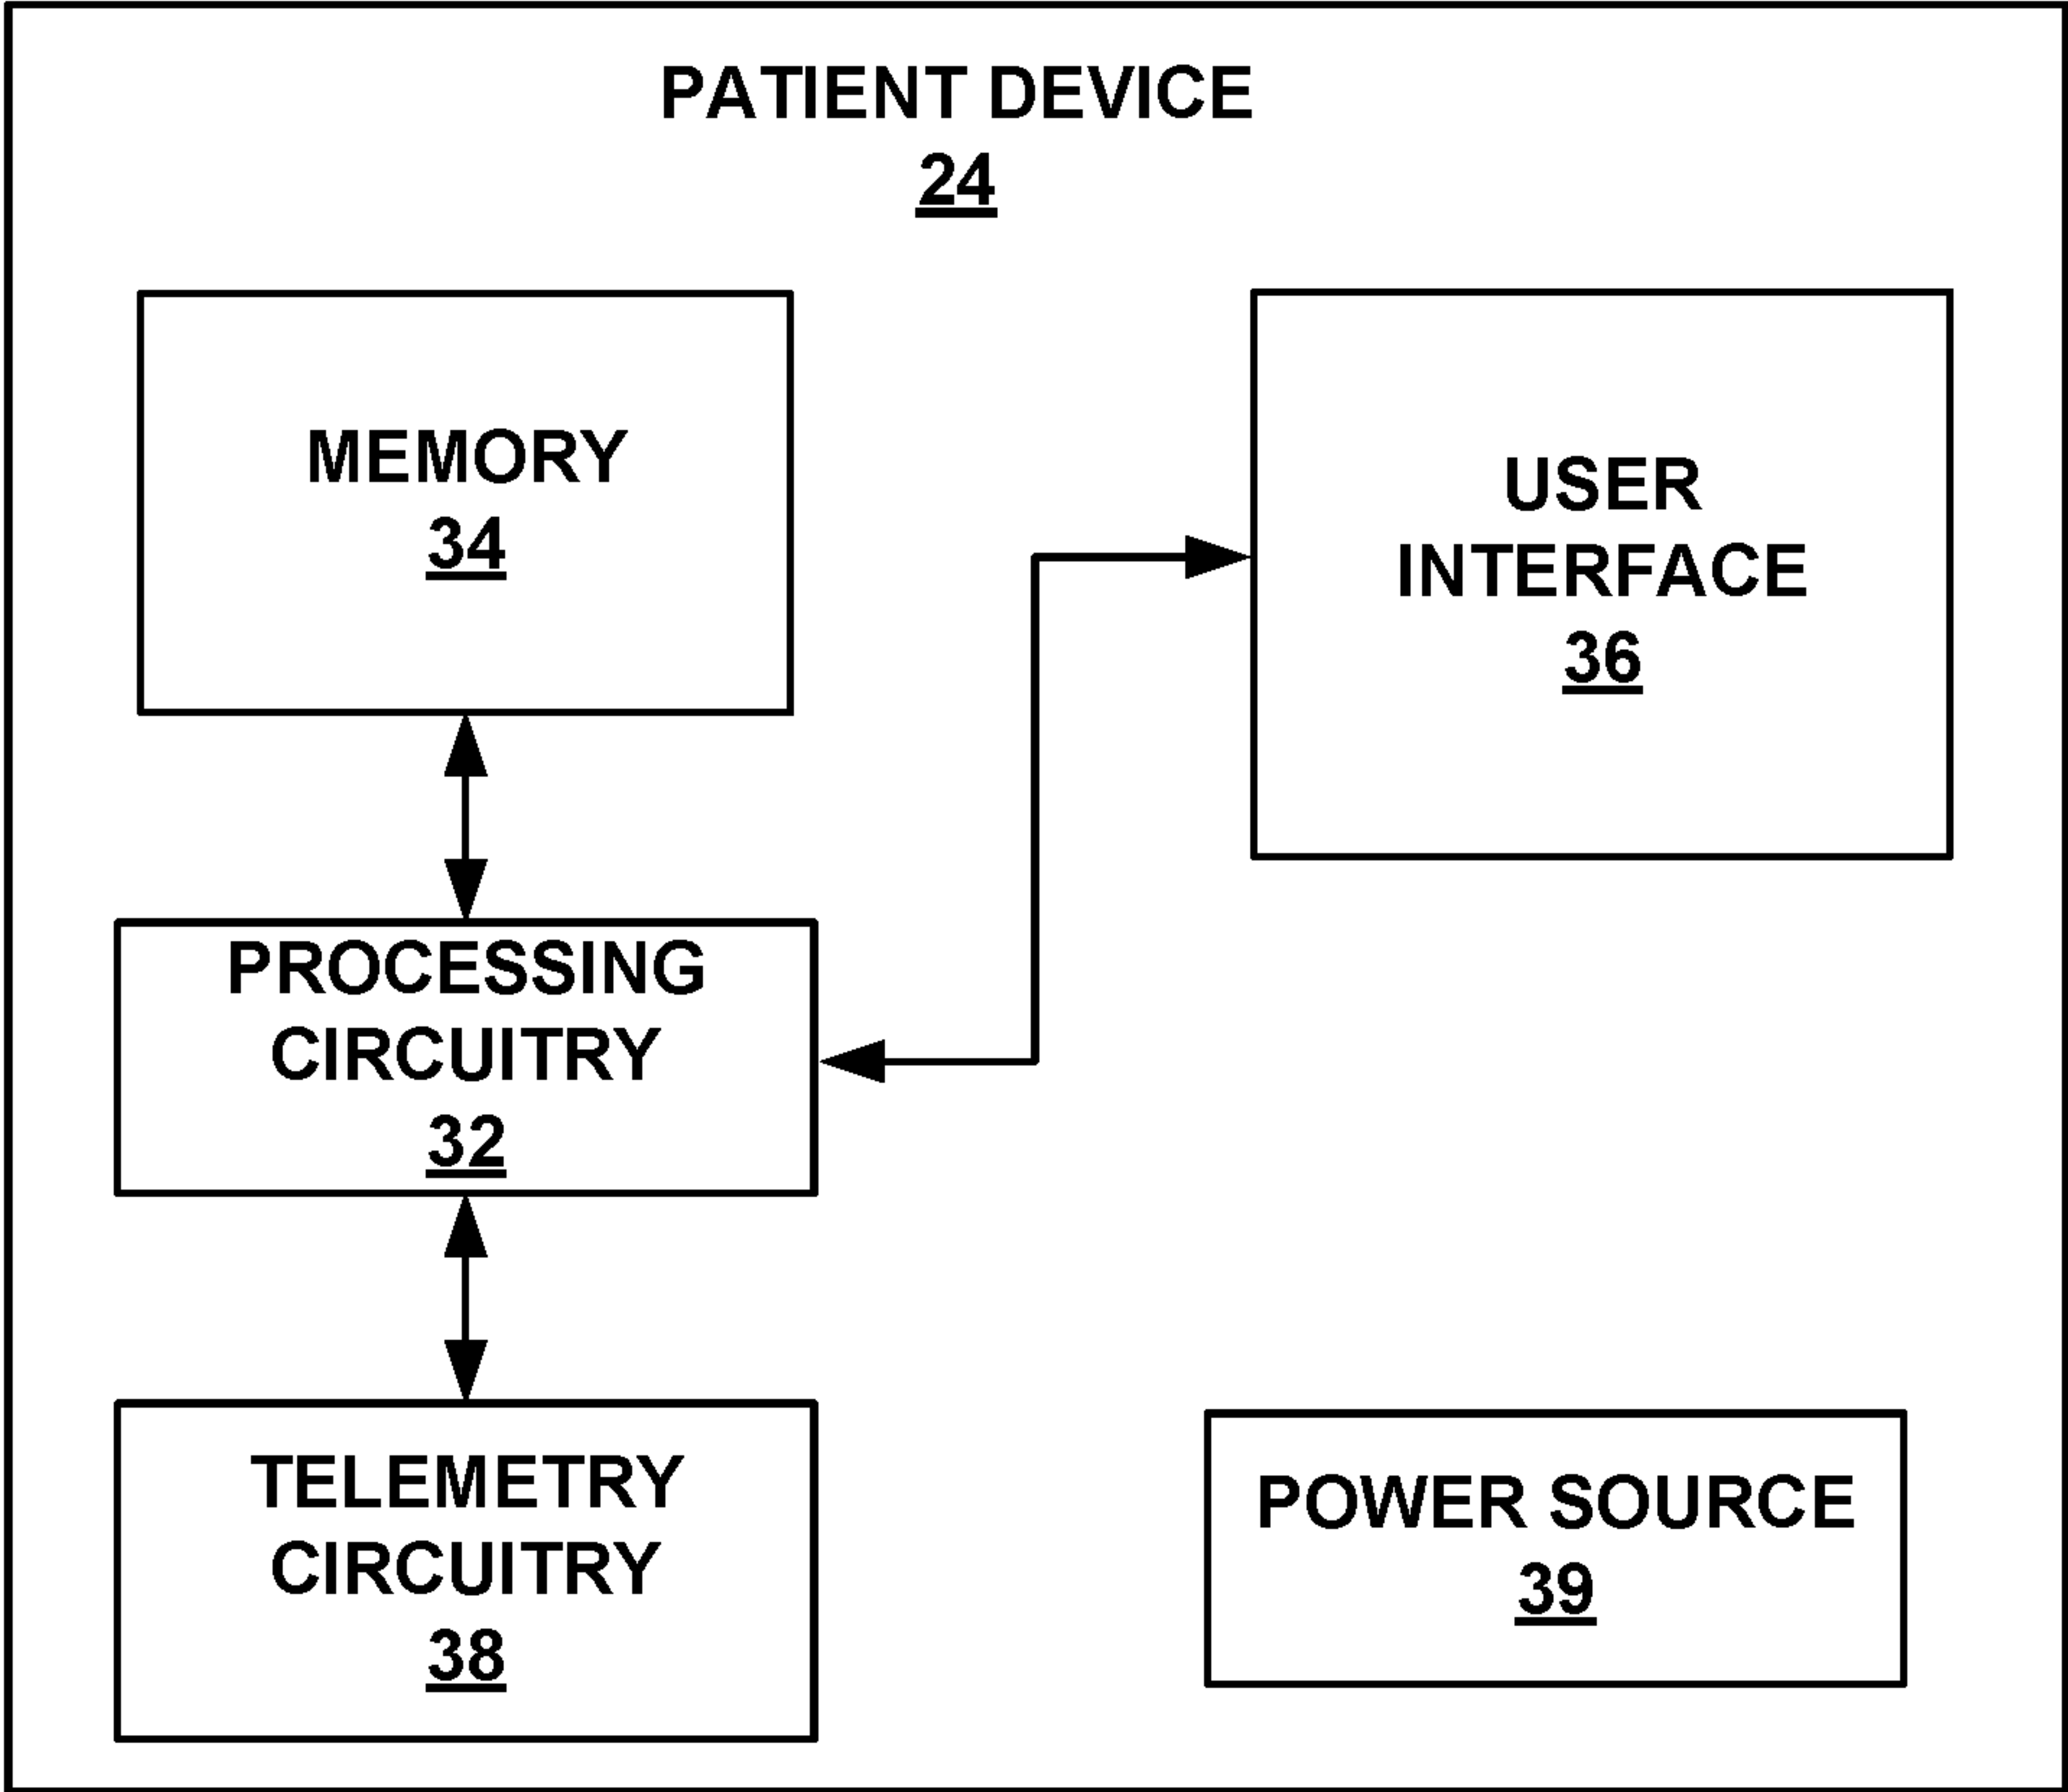 PATIENT DEVICE
24
MEMORY
34
USER
INTERFACE
36
PROCESSING
CIRCUITRY
32
TELEMETRY
CIRCUITRY
38
POWER SOURCE
39